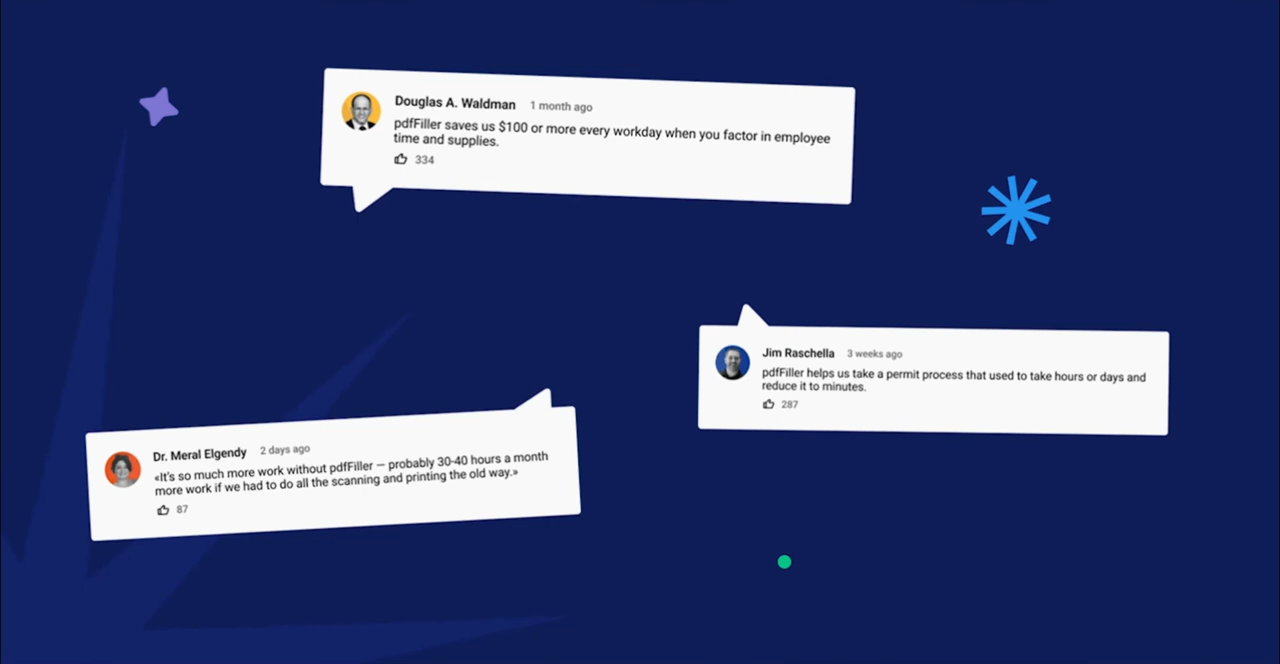 Douglas A. Waldman 1 month ago
pdfFiller saves us $100 or more every workday when you factor in employee
time and supplies.
334
Jim Raschella 3 weeks ago
pdfFiller helps us take a permit process that used to take hours or days and
reduce it to minutes.
287
Dr. Meral Elgendy 2 days ago
«It's so much more work without pdfFiller – probably 30-40 hours a month
more work if we had to do all the scanning and printing the old way.»
87